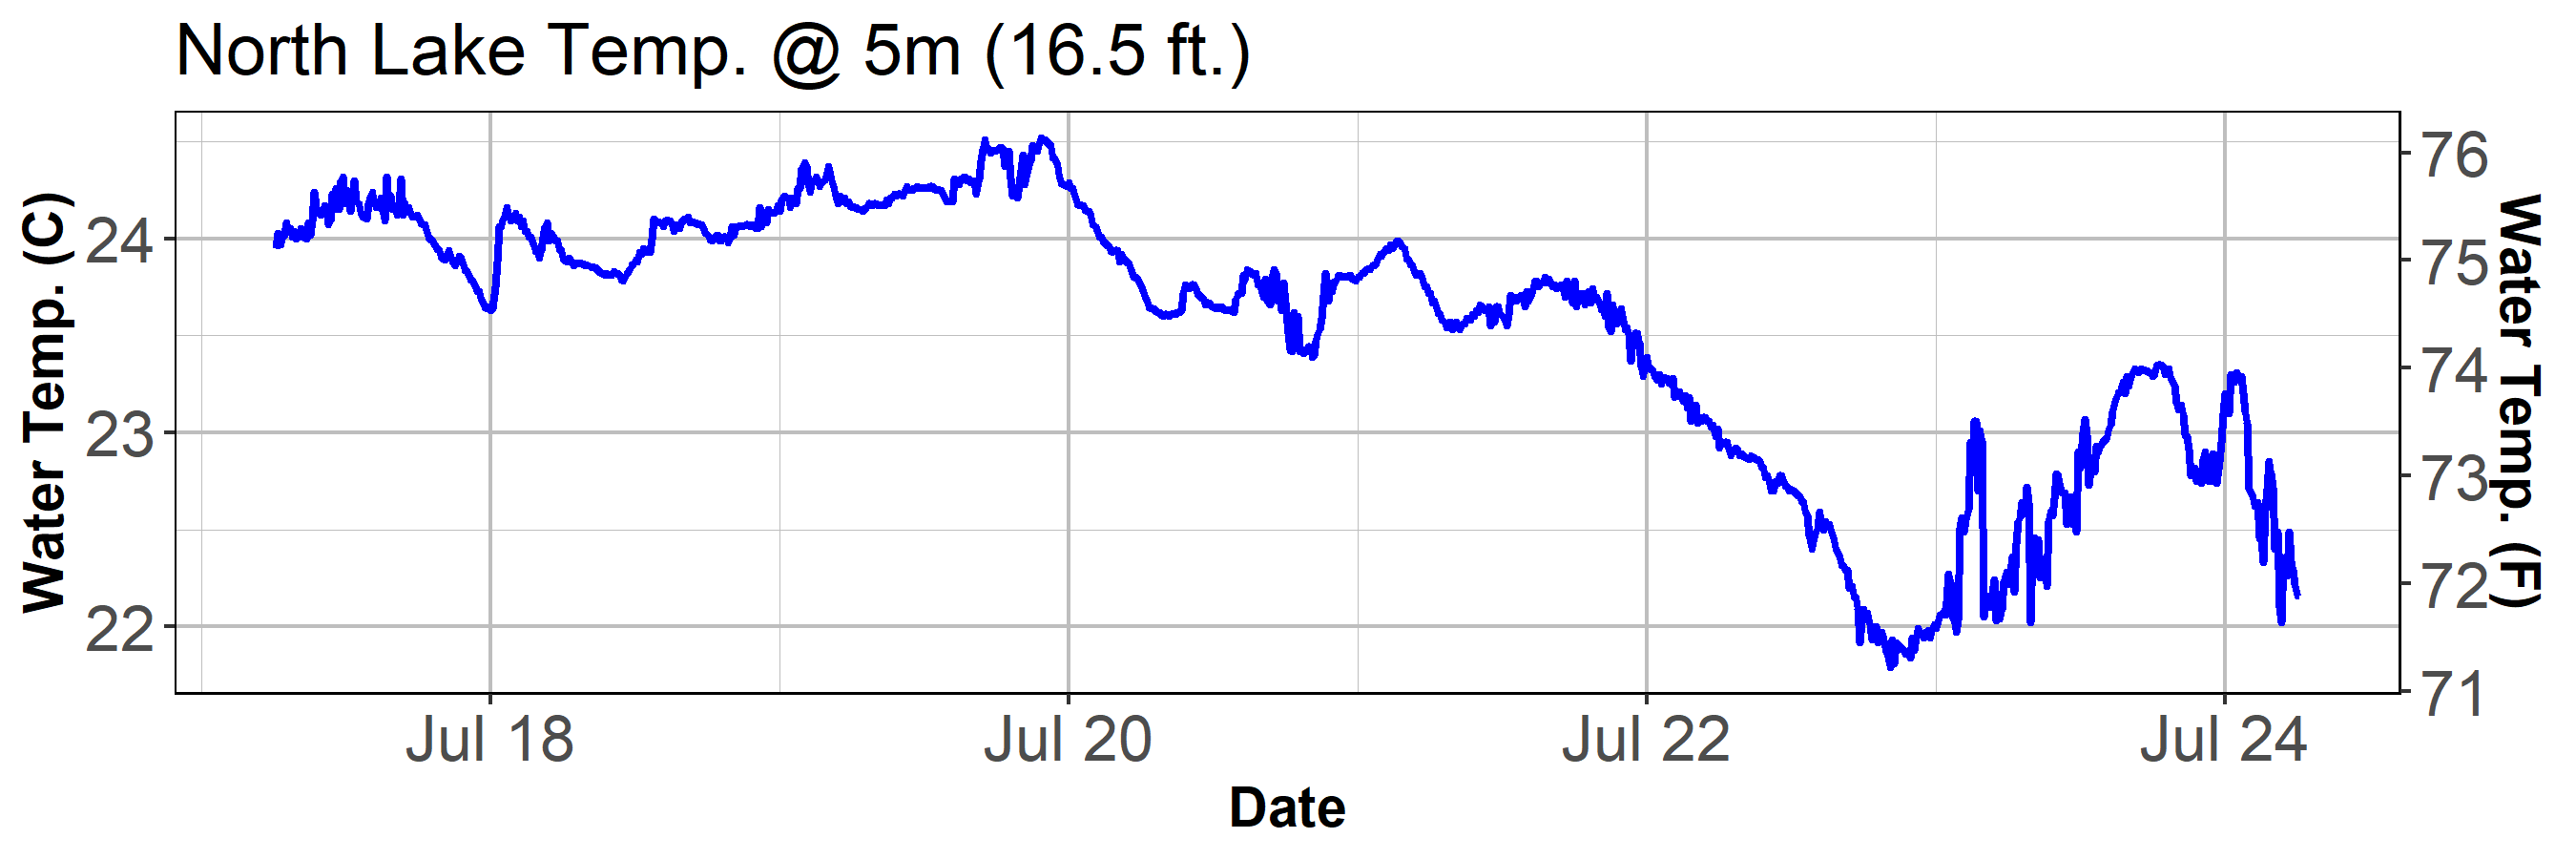 North Lake Temp. @ 5m (16.5 ft.)
Water Temp. (C)
24
23
22
76
75
74
73
72
71
Water Temp. (F)
Jul 18 Jul 20 Jul 22 Jul 24
Date